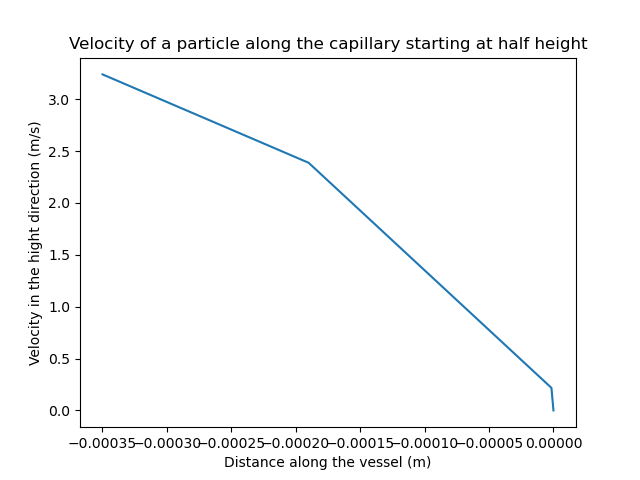 Velocity of a particle along the capillary starting at half height
Velocity in the hight direction (m/s)
3.0
2.5
2.0
1.5
1.0
0.5
0.0
−0.00035 −0.00030 −0.00025 −0.00020 −0.00015 −0.00010 −0.00005 0.00000
Distance along the vessel (m)